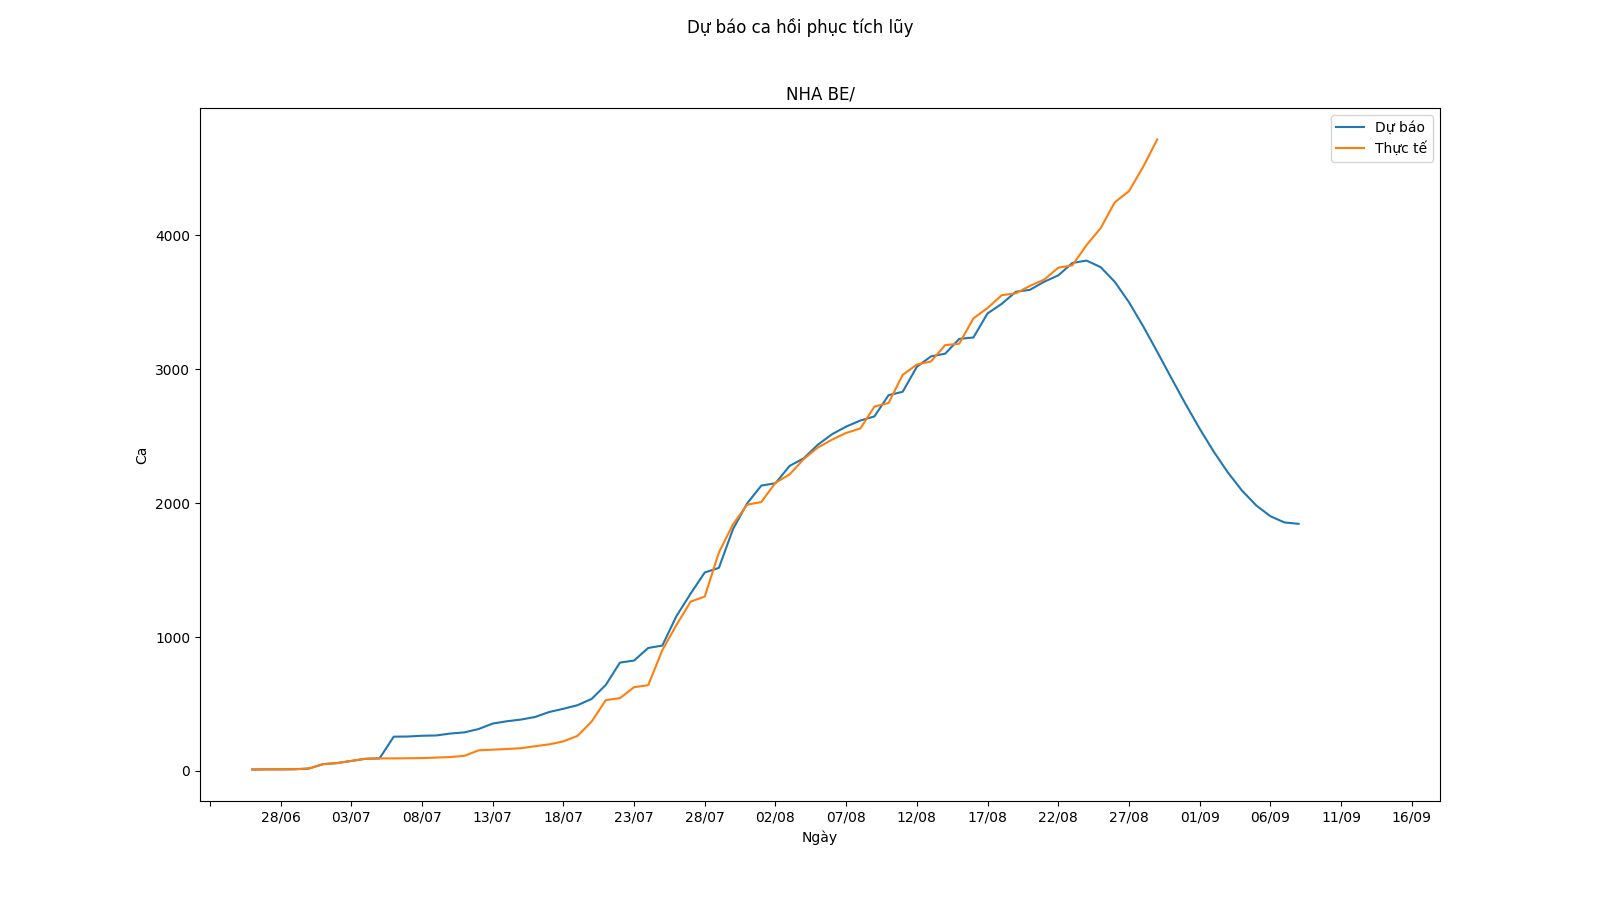 Dự báo ca hồi phục tích lũy
NHA BE/
Dự báo
Thực tế
Ca
4000
3000
2000
1000
0
28/06 03/07 08/07 13/07 18/07 23/07 28/07 02/08 07/08 12/08 17/08 22/08 27/08 01/09 06/09 11/09 16/09
Ngày